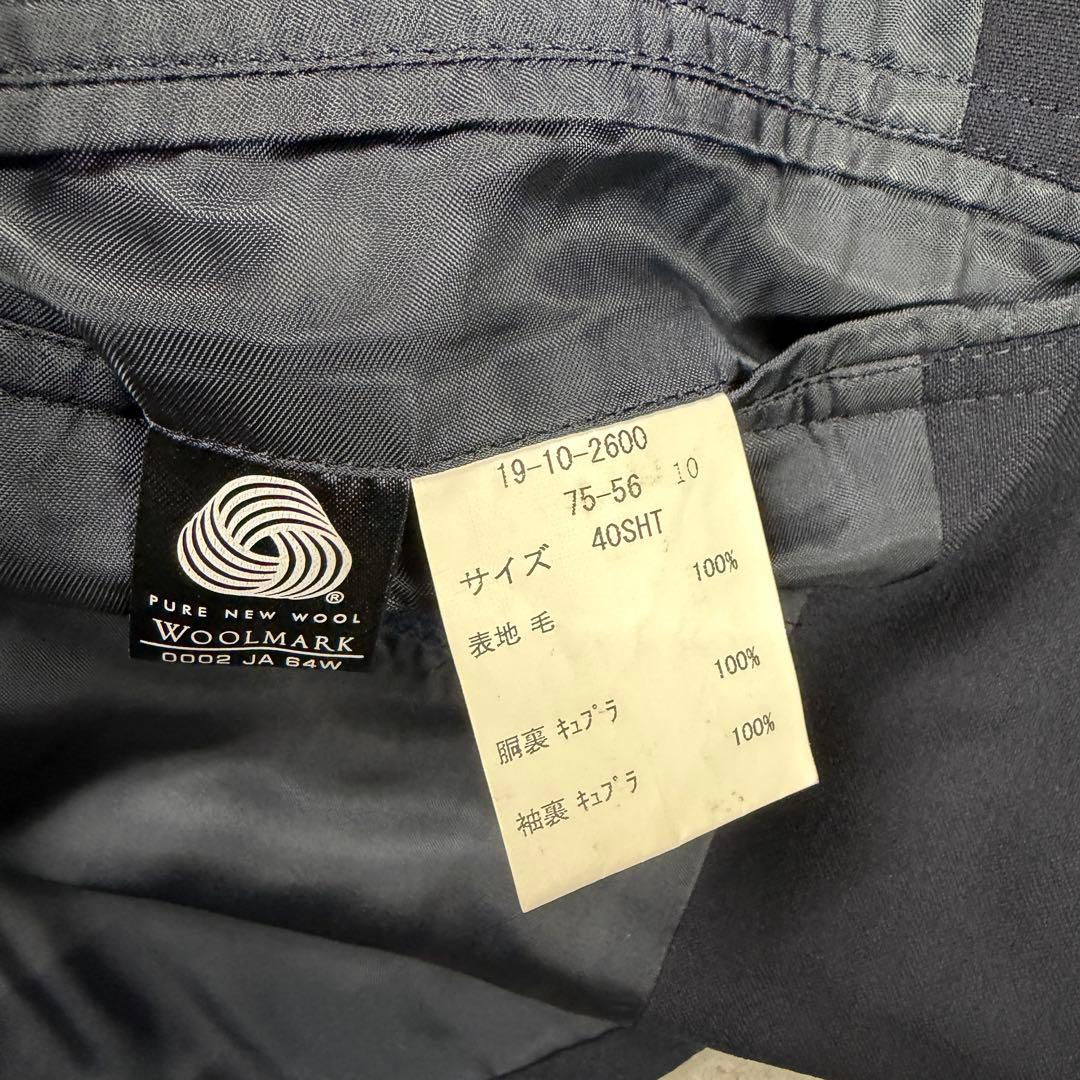 PURE NEW WOOL
WOOLMARK
0002 JA 64W
19-10-2600
75-56 10
サイズ 40SHT
表地 毛 100%
胴裏 ｷｭﾌﾟﾗ 100%
袖裏 ｷｭﾌﾟﾗ 100%